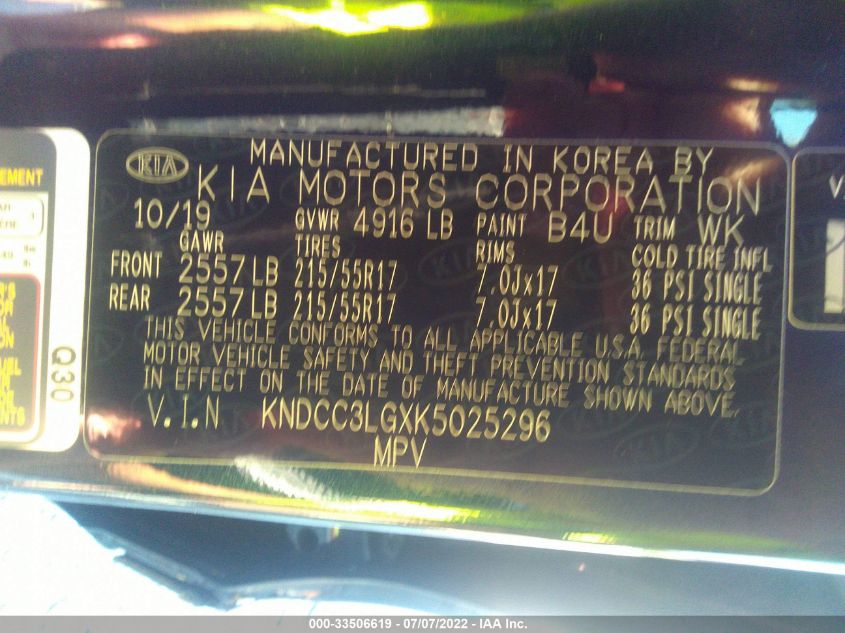 EMENT
Q30
KIA
MANUFACTURED IN KOREA BY
KIA MOTORS CORPORATION
10/19 GVWR 4916 LB PAINT B4U TRIM WK
GAWR TIRES RIMS COLD TIRE INFL
FRONT 2557 LB 215/55R17 7.0Jx17 36 PSI SINGLE
REAR 2557 LB 215/55R17 7.0Jx17 36 PSI SINGLE
THIS VEHICLE CONFORMS TO ALL APPLICABLE U.S.A. FEDERAL
MOTOR VEHICLE SAFETY AND THEFT PREVENTION STANDARDS
IN EFFECT ON THE DATE OF MANUFACTURE SHOWN ABOVE.
V.I.N KNDCC3LGXK5025296
MPV
000-33506619 - 07/07/2022 - IAA Inc.